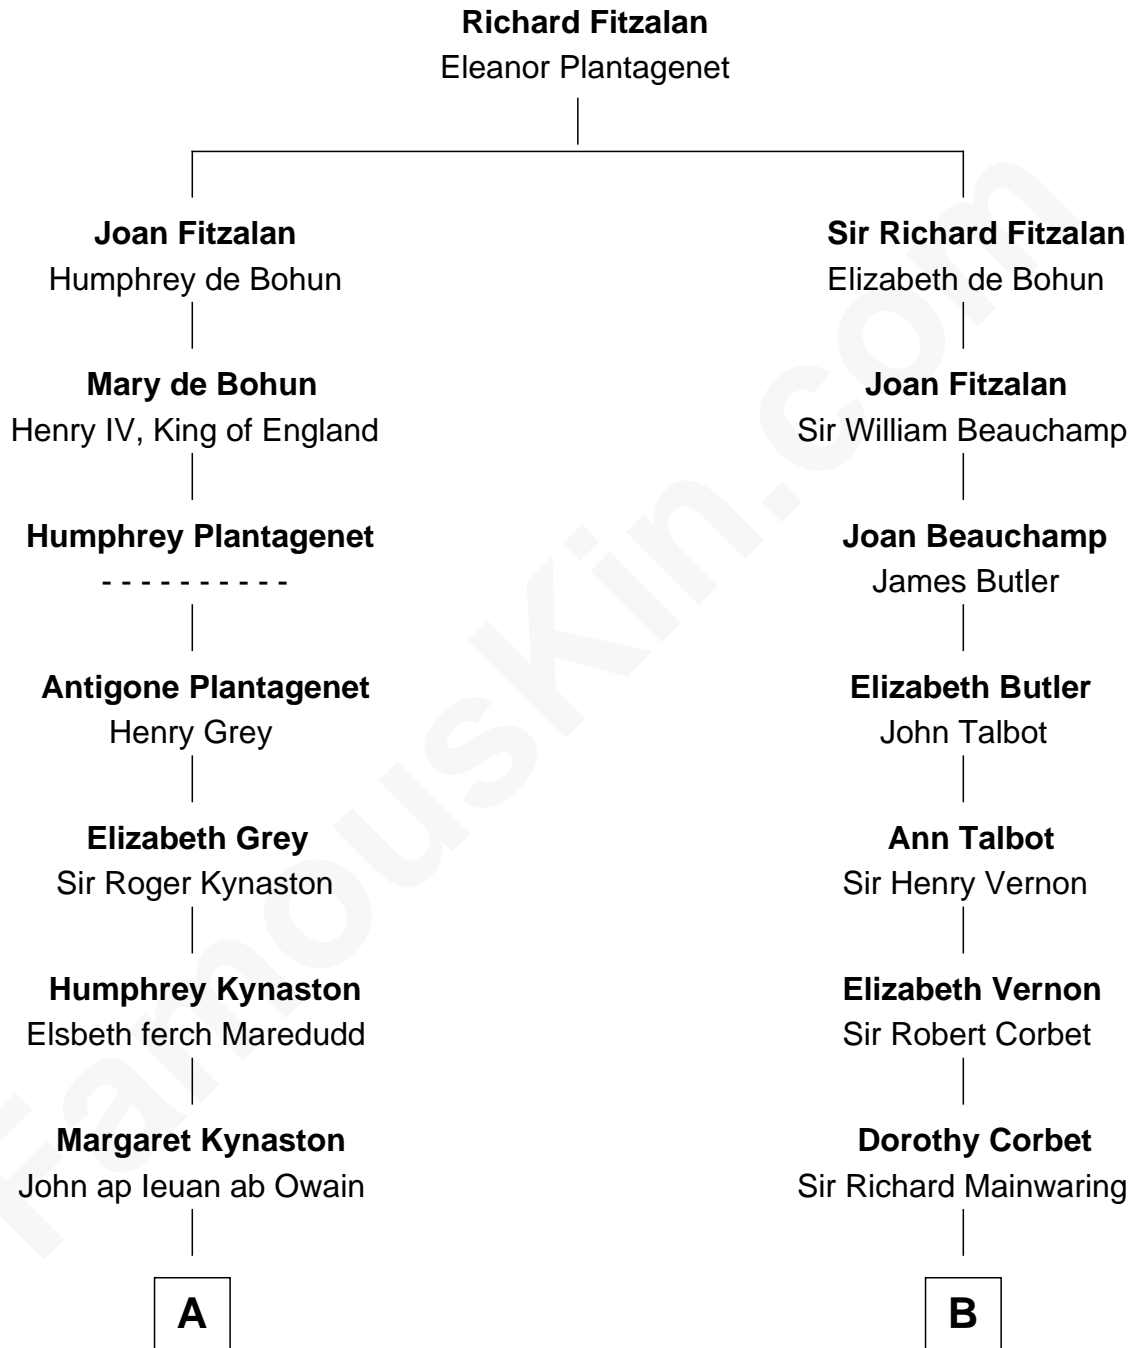 Richard Fitzalan
Eleanor Plantagenet
Joan Fitzalan
Humphrey de Bohun
Sir Richard Fitzalan
Elizabeth de Bohun
Mary de Bohun
Henry IV, King of England
Joan Fitzalan
Sir William Beauchamp
Humphrey Plantagenet
- - - - - - - - - -
Joan Beauchamp
James Butler
Antigone Plantagenet
Henry Grey
Elizabeth Butler
John Talbot
Elizabeth Grey
Sir Roger Kynaston
Ann Talbot
Sir Henry Vernon
Humphrey Kynaston
Elsbeth ferch Maredudd
Elizabeth Vernon
Sir Robert Corbet
Margaret Kynaston
John ap Ieuan ab Owain
Dorothy Corbet
Sir Richard Mainwaring
A
B
FamousKin.com